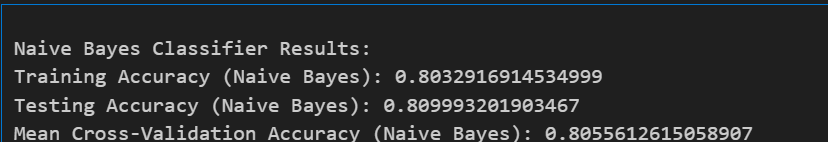 Naive Bayes Classifier Results:
Training Accuracy (Naive Bayes): 0.8032916914534999
Testing Accuracy (Naive Bayes): 0.809993201903467
Mean Cross-Validation Accuracy (Naive Bayes): 0.8055612615058907